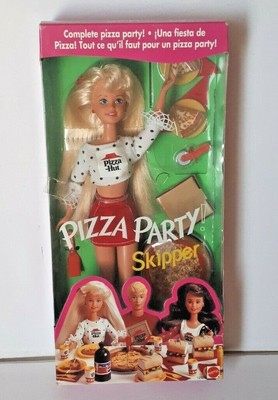 Complete pizza party! • ¡Una fiesta de
Pizza! Tout ce qu'il faut pour un pizza party!
Pizza
Hut
PIZZA PARTY!
Skipper
MATTEL